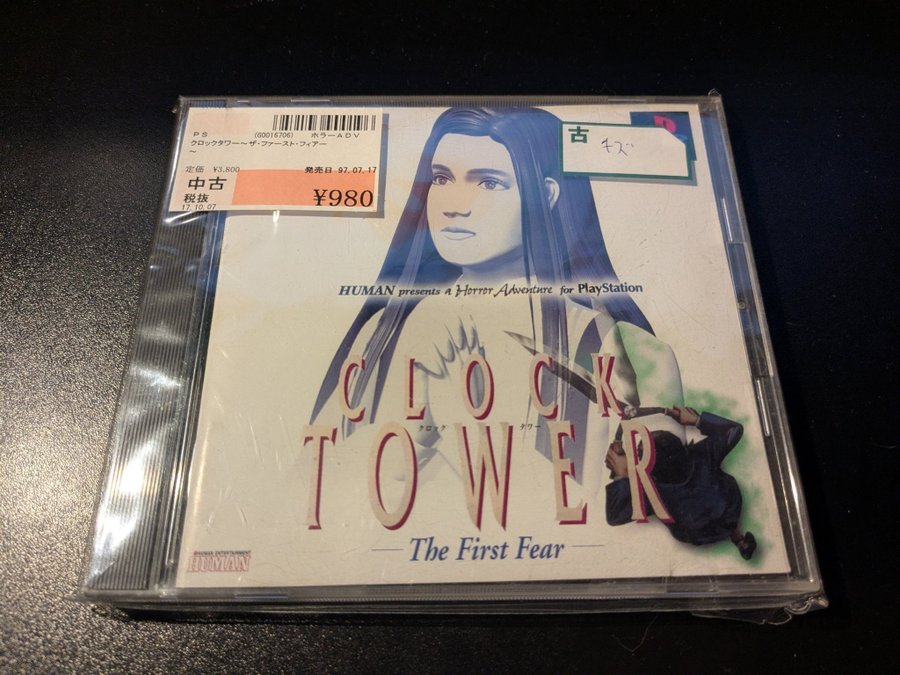 PS (G0016706) ホラーADV
クロックタワー~ザ・ファースト・フィアー
~
定価 ¥3,800 発売日 97.07.17
中古
税抜
¥980
17.10.07
古
キズ
HUMAN presents a Horror Adventure for PlayStation
CLOCK
クロック タワー
TOWER
The First Fear
HUMAN ENTERTAINMENT
HUMAN